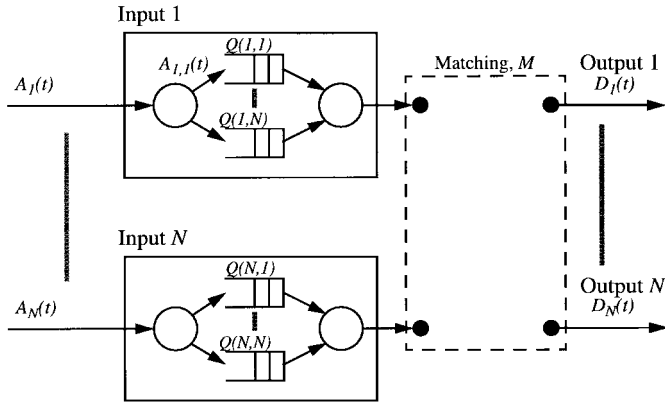 Input 1
A1,1(t)
Q(1,1)
Q(1,N)
A1(t)
Matching, M
Output 1
D1(t)
Input N
Q(N,1)
Q(N,N)
AN(t)
Output N
DN(t)